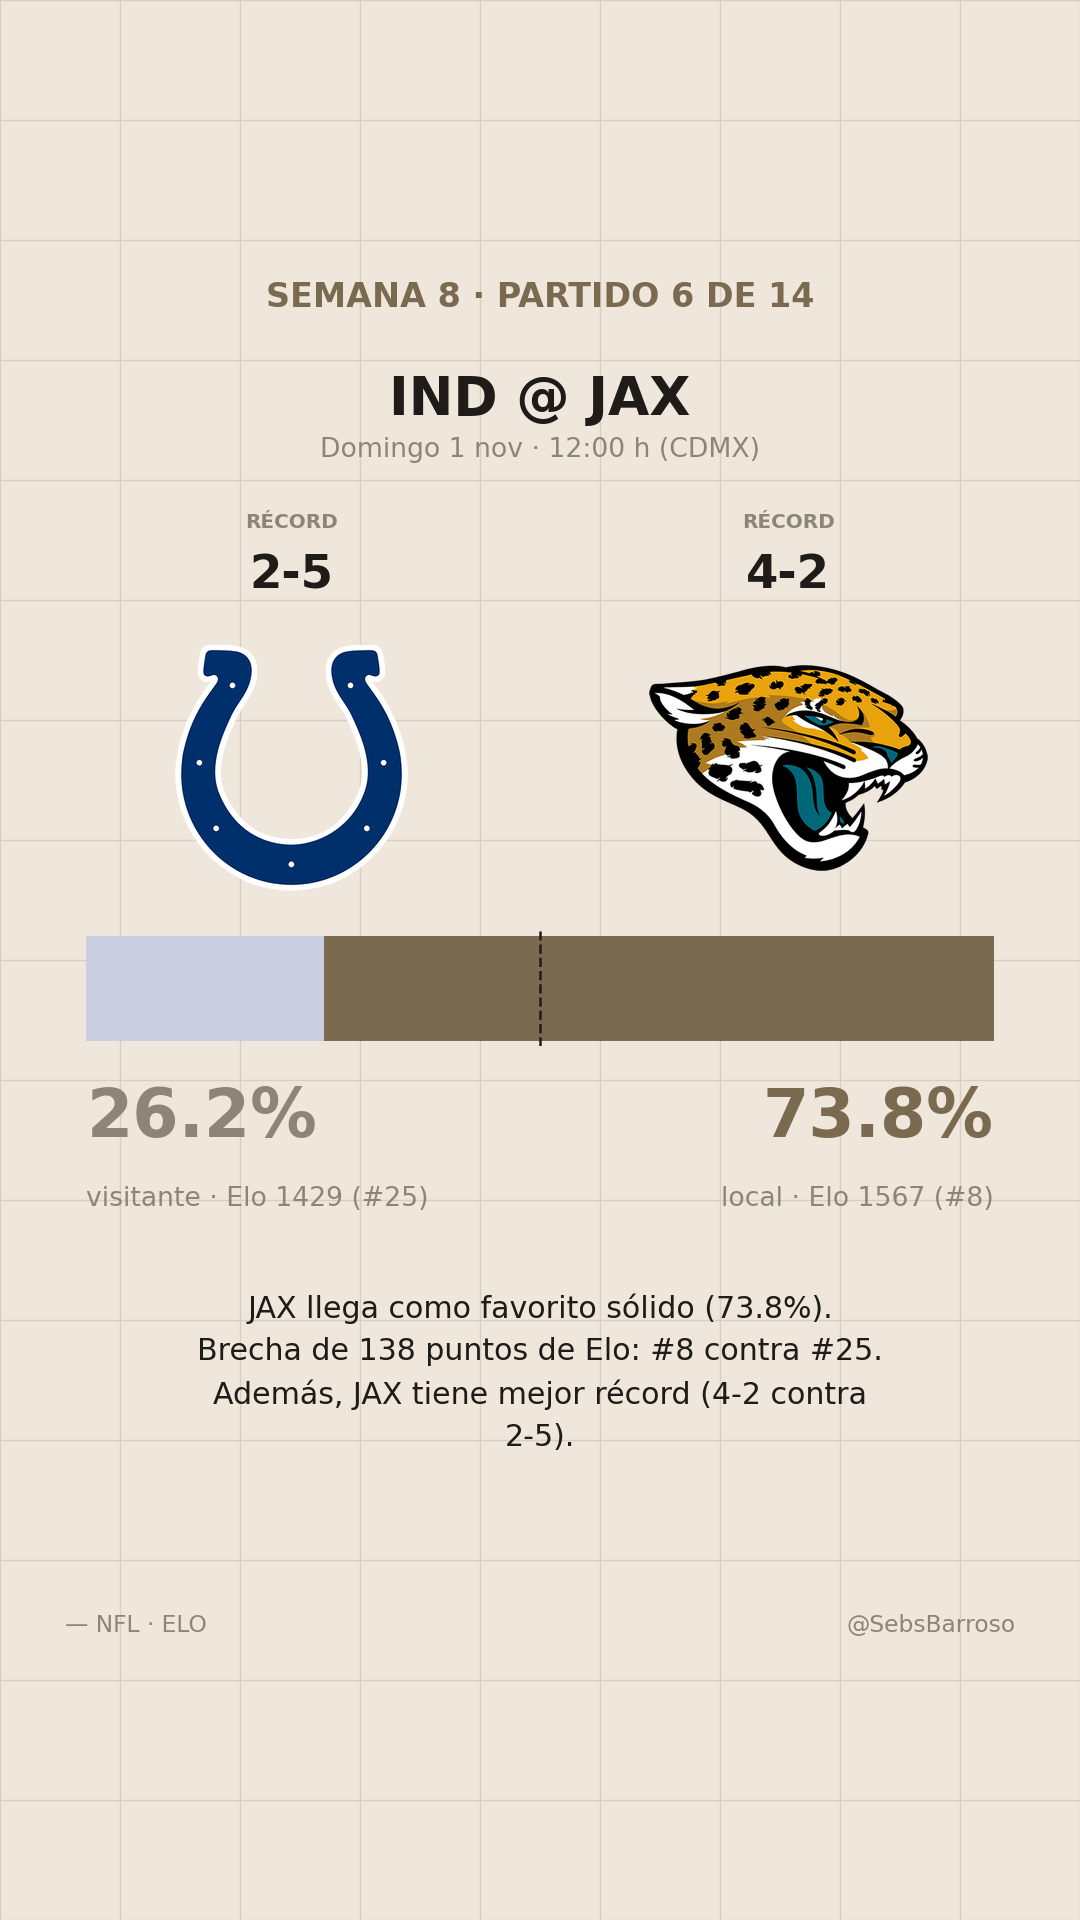 SEMANA 8 · PARTIDO 6 DE 14
IND @ JAX
Domingo 1 nov · 12:00 h (CDMX)
RÉCORD
2-5
RÉCORD
4-2
26.2%
73.8%
visitante · Elo 1429 (#25)
local · Elo 1567 (#8)
JAX llega como favorito sólido (73.8%).
Brecha de 138 puntos de Elo: #8 contra #25.
Además, JAX tiene mejor récord (4-2 contra
2-5).
— NFL · ELO
@SebsBarroso